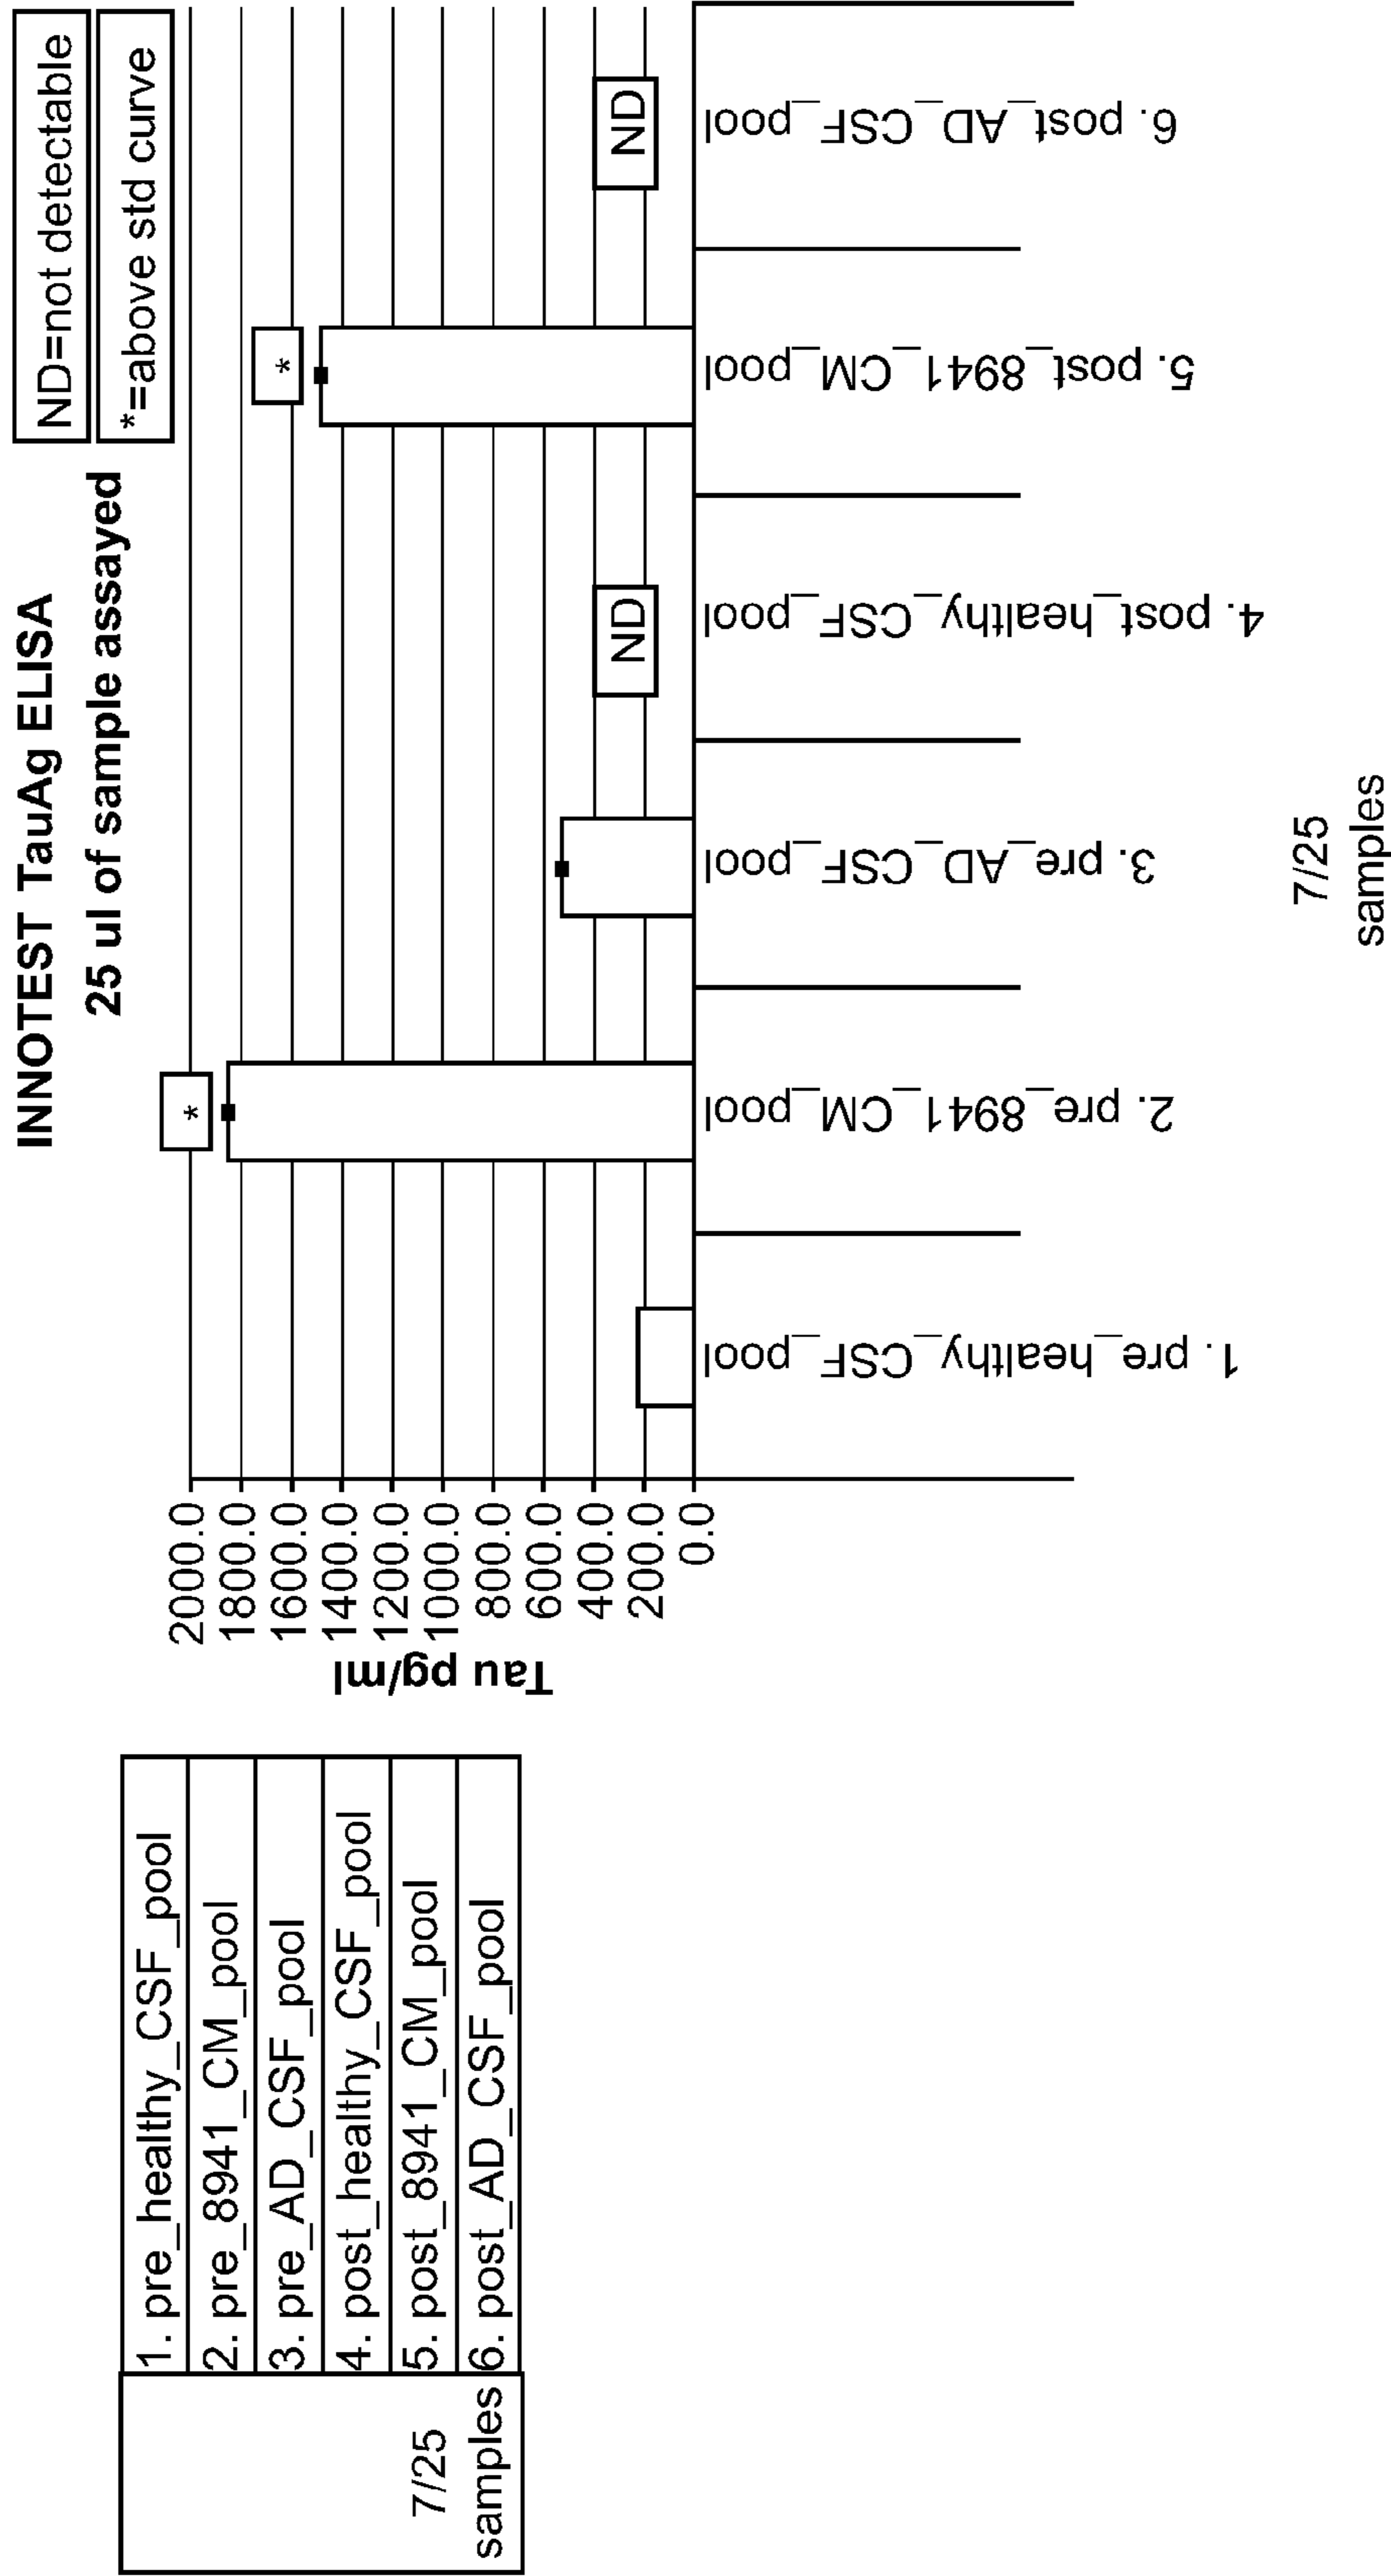 INNOTEST TauAg ELISA
25 ul of sample assayed
ND=not detectable
*=above std curve
7/25
samples
1. pre_healthy_CSF_pool
2. pre_8941_CM_pool
3. pre_AD_CSF_pool
4. post_healthy_CSF_pool
5. post_8941_CM_pool
6. post_AD_CSF_pool
Tau pg/ml
2000.0
1800.0
1600.0
1400.0
1200.0
1000.0
800.0
600.0
400.0
200.0
0.0
*
ND
*
ND
1. pre_healthy_CSF_pool
2. pre_8941_CM_pool
3. pre_AD_CSF_pool
4. post_healthy_CSF_pool
5. post_8941_CM_pool
6. post_AD_CSF_pool
7/25
samples